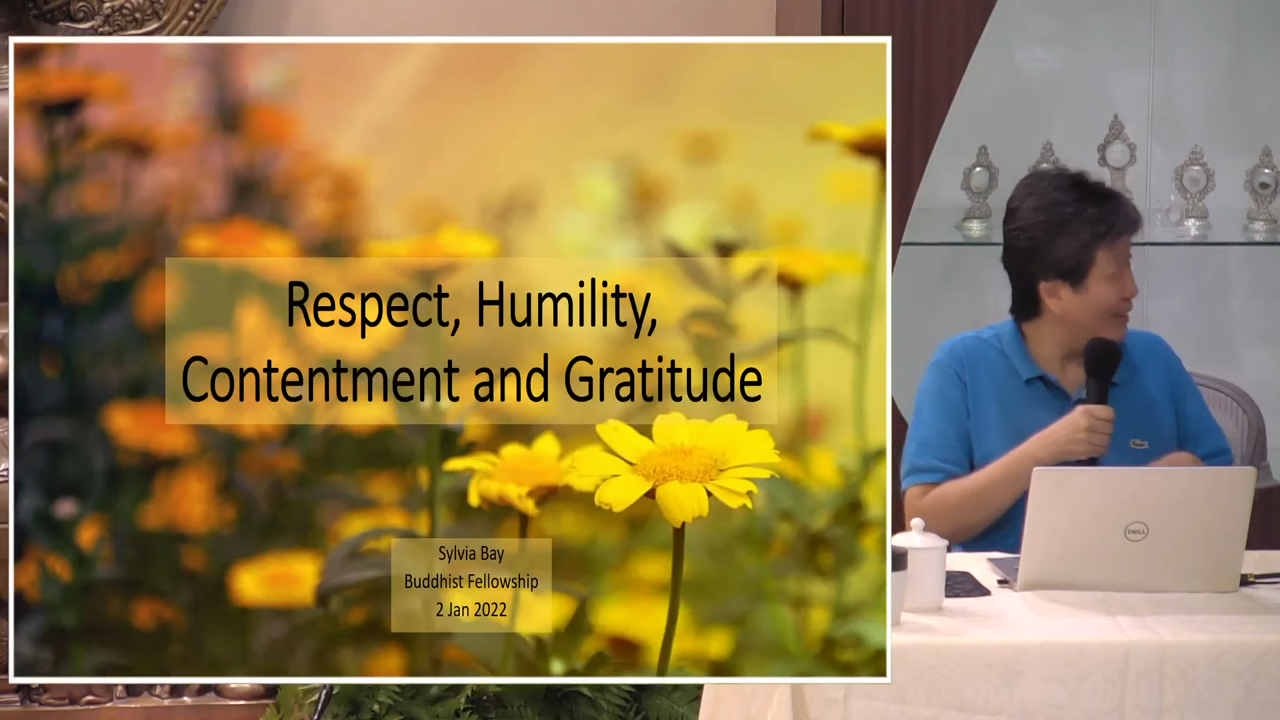 Respect, Humility,
Contentment and Gratitude
Sylvia Bay
Buddhist Fellowship
2 Jan 2022
DELL